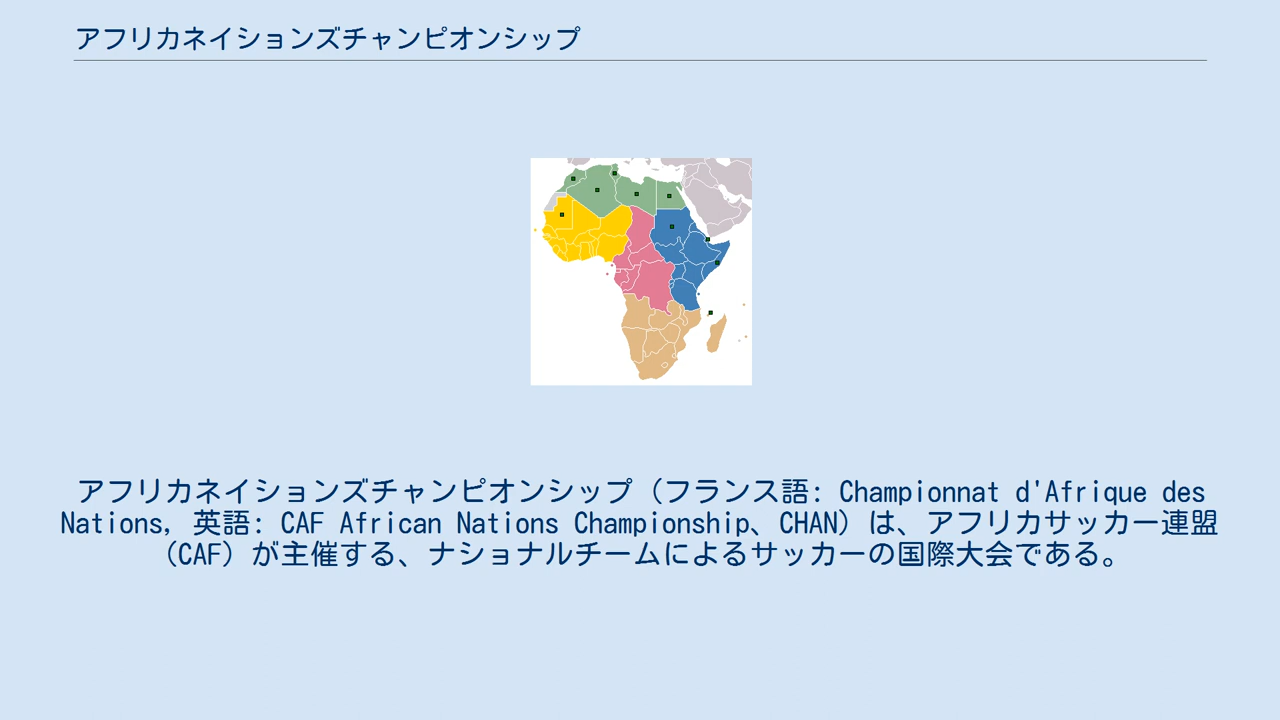 アフリカネイションズチャンピオンシップ
アフリカネイションズチャンピオンシップ（フランス語: Championnat d'Afrique des
Nations, 英語: CAF African Nations Championship、CHAN）は、アフリカサッカー連盟
（CAF）が主催する、ナショナルチームによるサッカーの国際大会である。